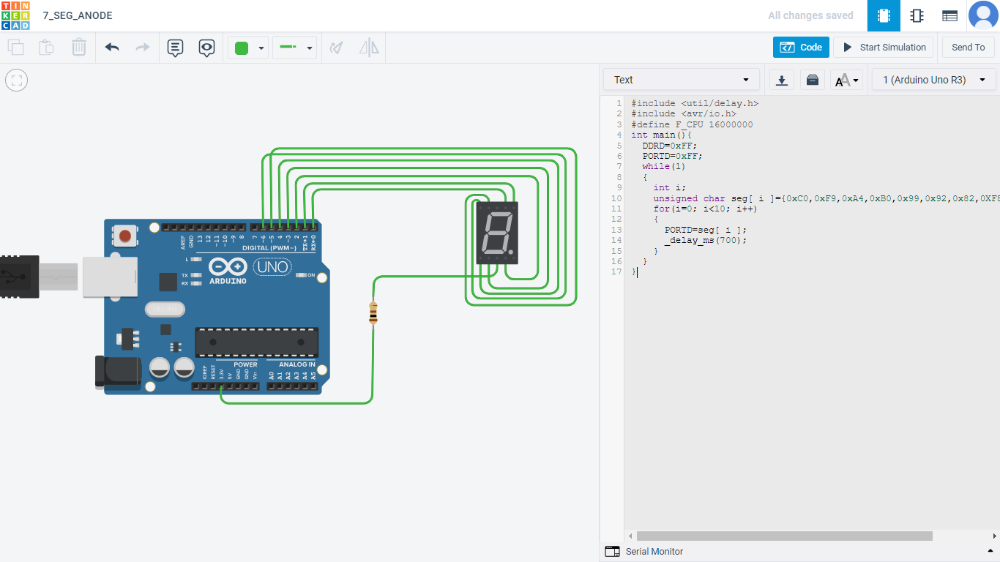 TINKERCAD
7_SEG_ANODE
All changes saved
Code
Start Simulation
Send To
Text
1 (Arduino Uno R3)
1 #include <util/delay.h>
2 #include <avr/io.h>
3 #define F_CPU 16000000
4 int main(){
5 DDRD=0xFF;
6 PORTD=0xFF;
7 while(1)
8 {
9 int i;
10 unsigned char seg[ i ]={0xC0,0xF9,0xA4,0xB0,0x99,0x92,0x82,0XF8
11 for(i=0; i<10; i++)
12 {
13 PORTD=seg[ i ];
14 _delay_ms(700);
15 }
16 }
17 }
AREF
GND
13
12
~11
~10
~9
8
7
~6
~5
4
~3
2
TX→1
RX←0
DIGITAL (PWM~)
L
TX
RX
ARDUINO
UNO
ON
POWER
ANALOG IN
IOREF
RESET
3.3V
5V
GND
GND
Vin
A0
A1
A2
A3
A4
A5
Serial Monitor